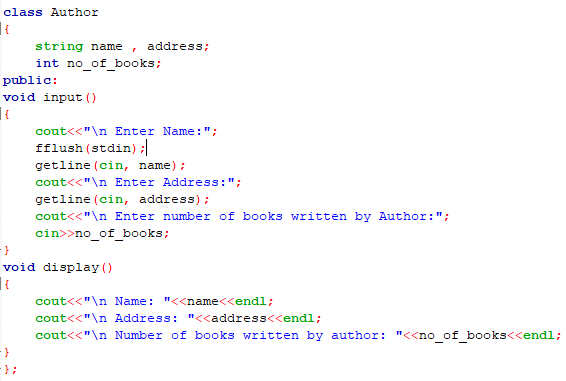 class Author
{
    string name , address;
    int no_of_books;
public:
void input()
{
    cout<<"\n Enter Name:";
    fflush(stdin);
    getline(cin, name);
    cout<<"\n Enter Address:";
    getline(cin, address);
    cout<<"\n Enter number of books written by Author:";
    cin>>no_of_books;
}
void display()
{
    cout<<"\n Name: "<<name<<endl;
    cout<<"\n Address: "<<address<<endl;
    cout<<"\n Number of books written by author: "<<no_of_books<<endl;
}
};